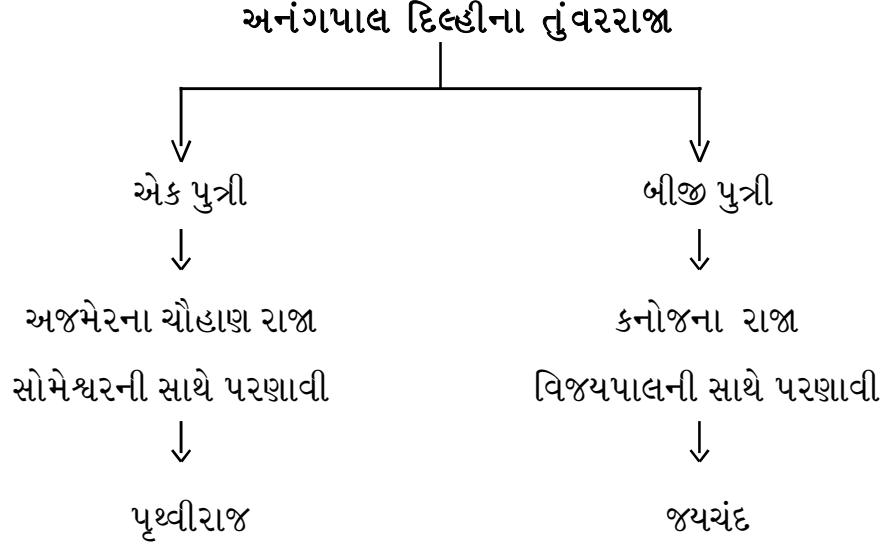 અનંગપાલ દિલ્હીના તુંવરરાજા
એક પુત્રી
બીજી પુત્રી
અજમેરના ચૌહાણ રાજા
કનોજના રાજા
સોમેશ્વરની સાથે પરણાવી
વિજયપાલની સાથે પરણાવી
પૃથ્વીરાજ
જયચંદ